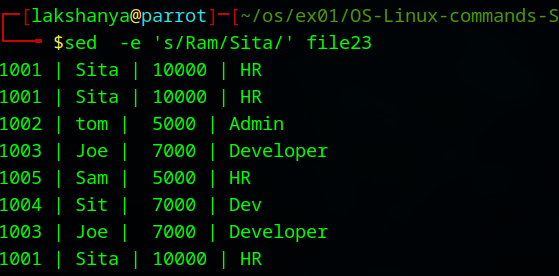 ┌─[lakshanya@parrot]─[~/os/ex01/OS-Linux-commands-S
└──╼ $sed  -e 's/Ram/Sita/' file23
1001 | Sita | 10000 | HR
1001 | Sita | 10000 | HR
1002 | tom |  5000 | Admin
1003 | Joe |  7000 | Developer
1005 | Sam |  5000 | HR
1004 | Sit |  7000 | Dev
1003 | Joe |  7000 | Developer
1001 | Sita | 10000 | HR